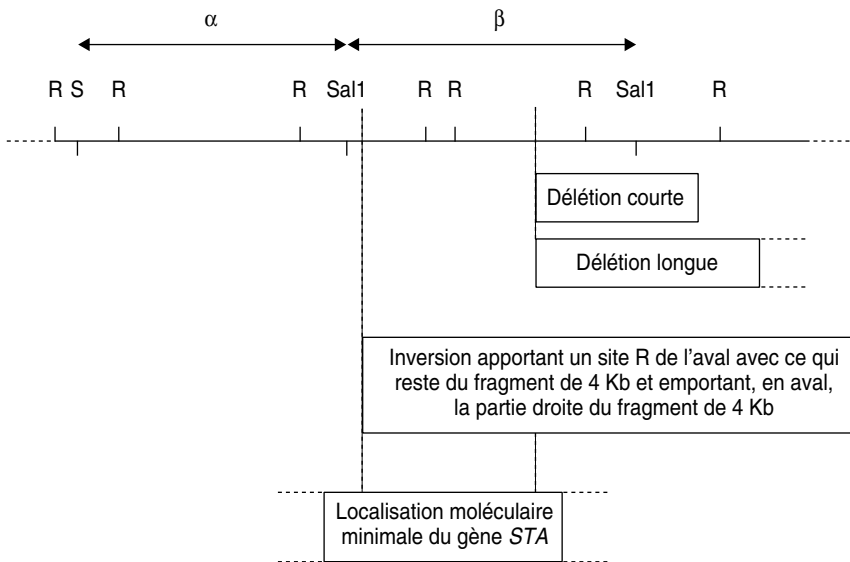 α β
R S R R Sal1 R R R Sal1 R
Délétion courte
Délétion longue
Inversion apportant un site R de l'aval avec ce qui
reste du fragment de 4 Kb et emportant, en aval,
la partie droite du fragment de 4 Kb
Localisation moléculaire
minimale du gène STA